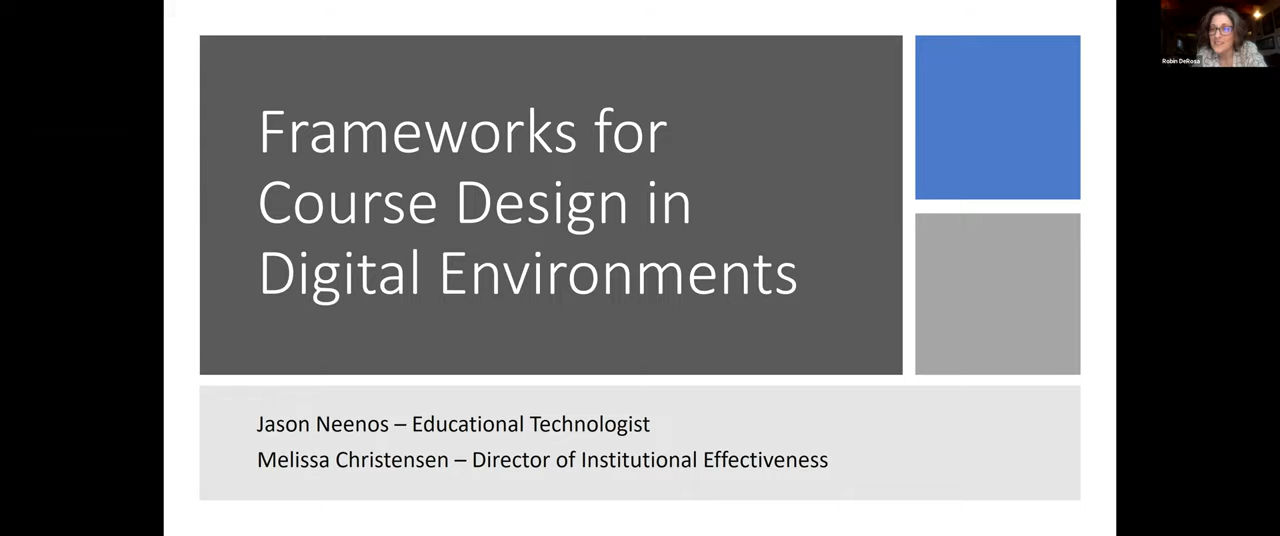 Frameworks for
Course Design in
Digital Environments
Jason Neenos – Educational Technologist
Melissa Christensen – Director of Institutional Effectiveness
Robin DeRosa